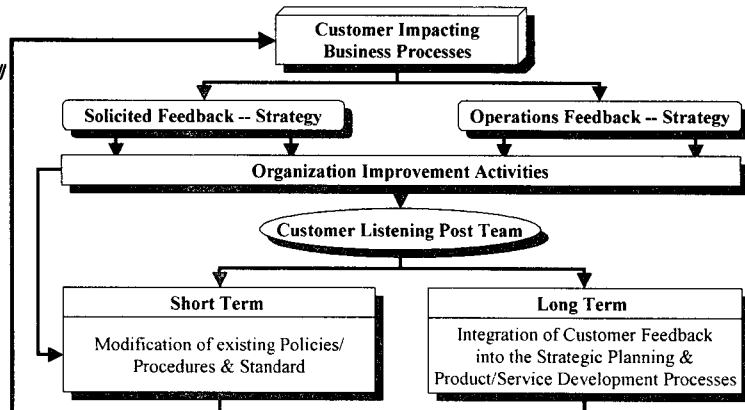 Customer Impacting
Business Processes
Solicited Feedback -- Strategy
Operations Feedback -- Strategy
Organization Improvement Activities
Customer Listening Post Team
Short Term
Modification of existing Policies/
Procedures & Standard
Long Term
Integration of Customer Feedback
into the Strategic Planning &
Product/Service Development Processes